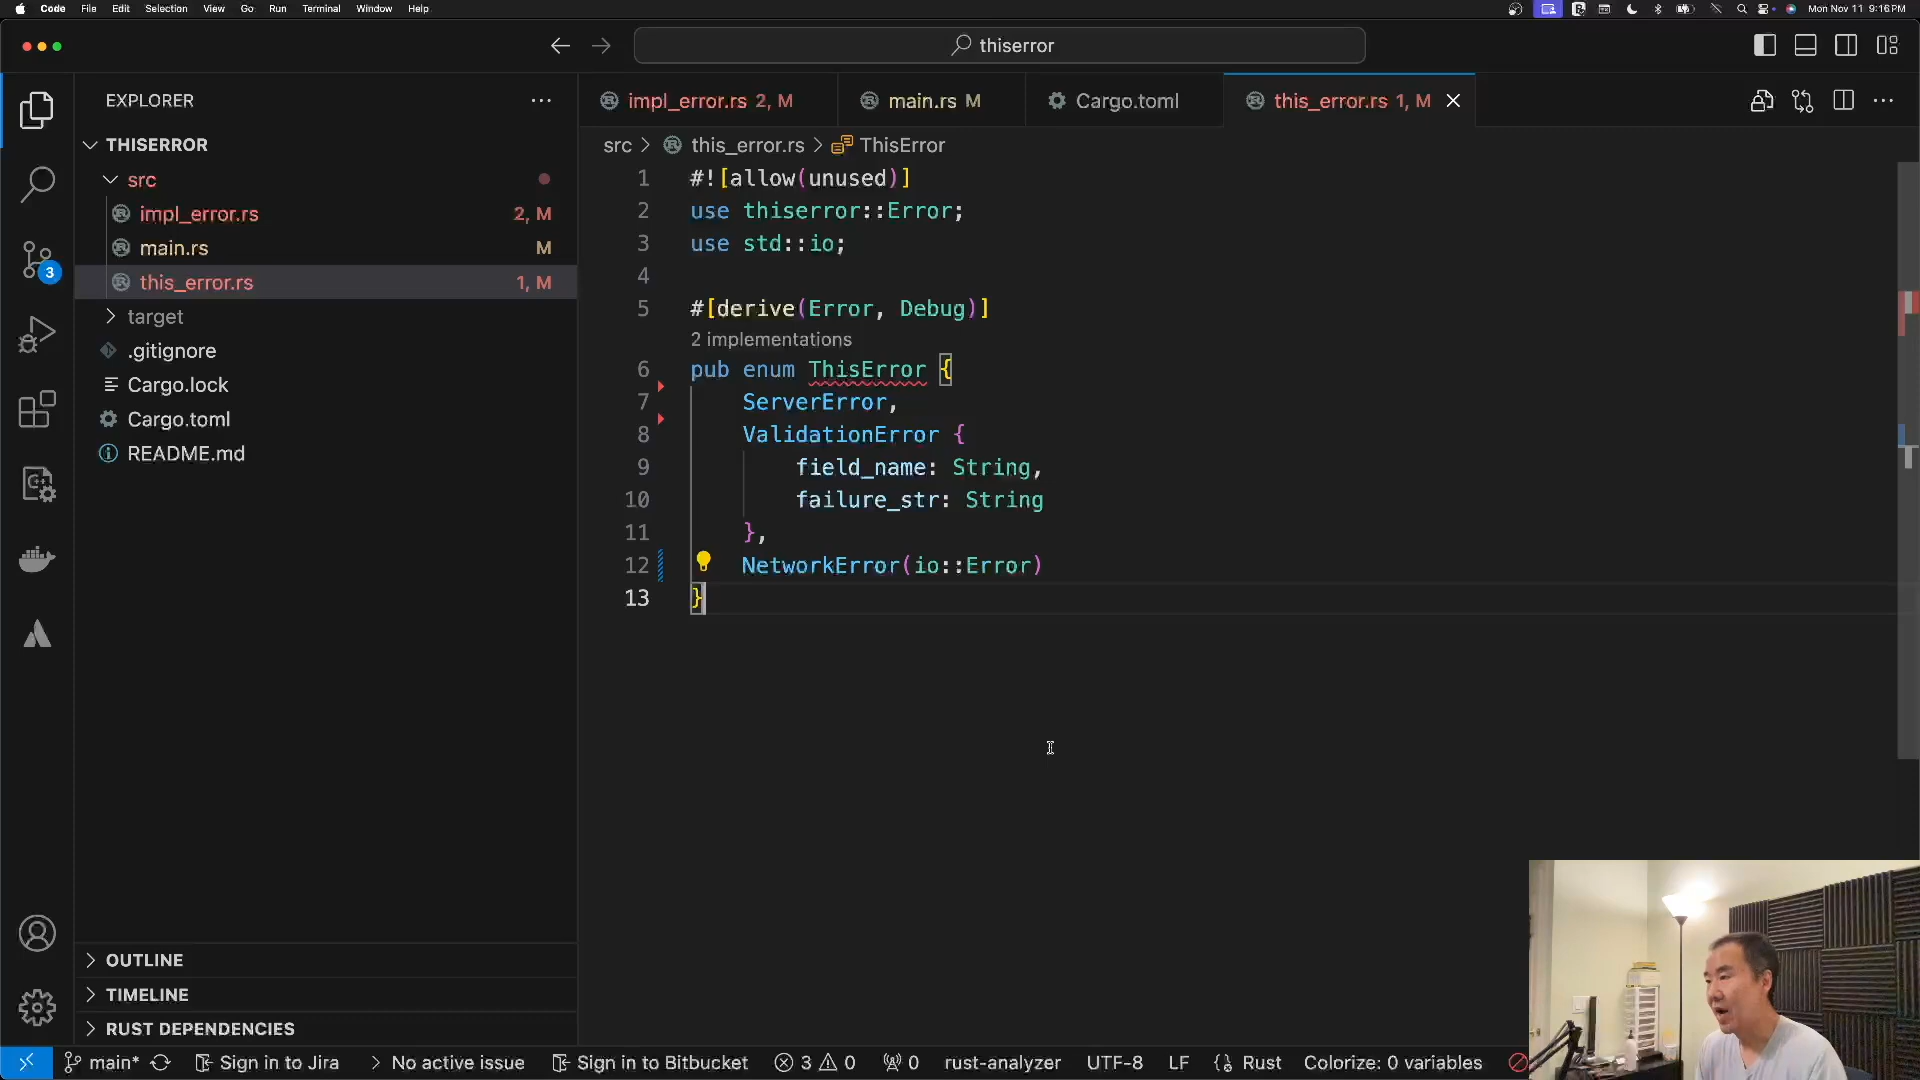 Code File Edit Selection View Go Run Terminal Window Help
Mon Nov 11 9:16 PM
thiserror
EXPLORER
THISERROR
src
impl_error.rs 2, M
main.rs M
this_error.rs 1, M
target
.gitignore
Cargo.lock
Cargo.toml
README.md
OUTLINE
TIMELINE
RUST DEPENDENCIES
3
impl_error.rs 2, M
main.rs M
Cargo.toml
this_error.rs 1, M
src > this_error.rs > ThisError
1 #![allow(unused)]
2 use thiserror::Error;
3 use std::io;
4
5 #[derive(Error, Debug)]
2 implementations
6 pub enum ThisError {
7 ServerError,
8 ValidationError {
9 field_name: String,
10 failure_str: String
11 },
12 NetworkError(io::Error)
13 }
main* Sign in to Jira No active issue Sign in to Bitbucket 3 0 0 rust-analyzer UTF-8 LF {} Rust Colorize: 0 variables